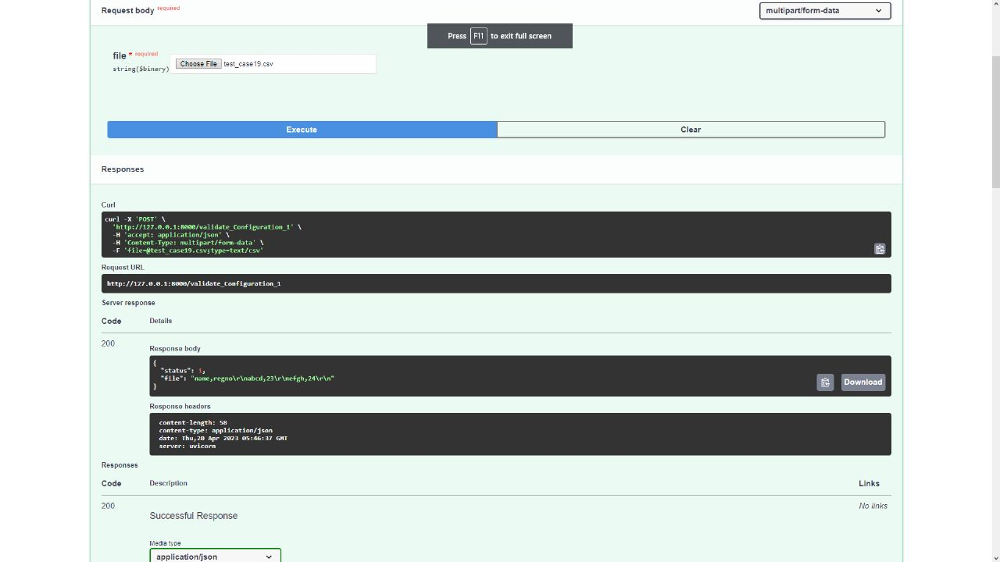 Request body required
multipart/form-data
Press F11 to exit full screen
file * required
string($binary)
Choose File test_case19.csv
Execute
Clear
Responses
Curl
curl -X 'POST' \
'http://127.0.0.1:8000/validate_Configuration_1' \
-H 'accept: application/json' \
-H 'Content-Type: multipart/form-data' \
-F 'file=@test_case19.csv;type=text/csv'
Request URL
http://127.0.0.1:8000/validate_Configuration_1
Server response
Code Details
200
Response body
{
"status": 1,
"file": "name,regno\r\nabcd,23\r\nefgh,24\r\n"
}
Download
Response headers
content-length: 58
content-type: application/json
date: Thu,20 Apr 2023 05:46:37 GMT
server: uvicorn
Responses
Code Description Links
200 No links
Successful Response
Media type
application/json